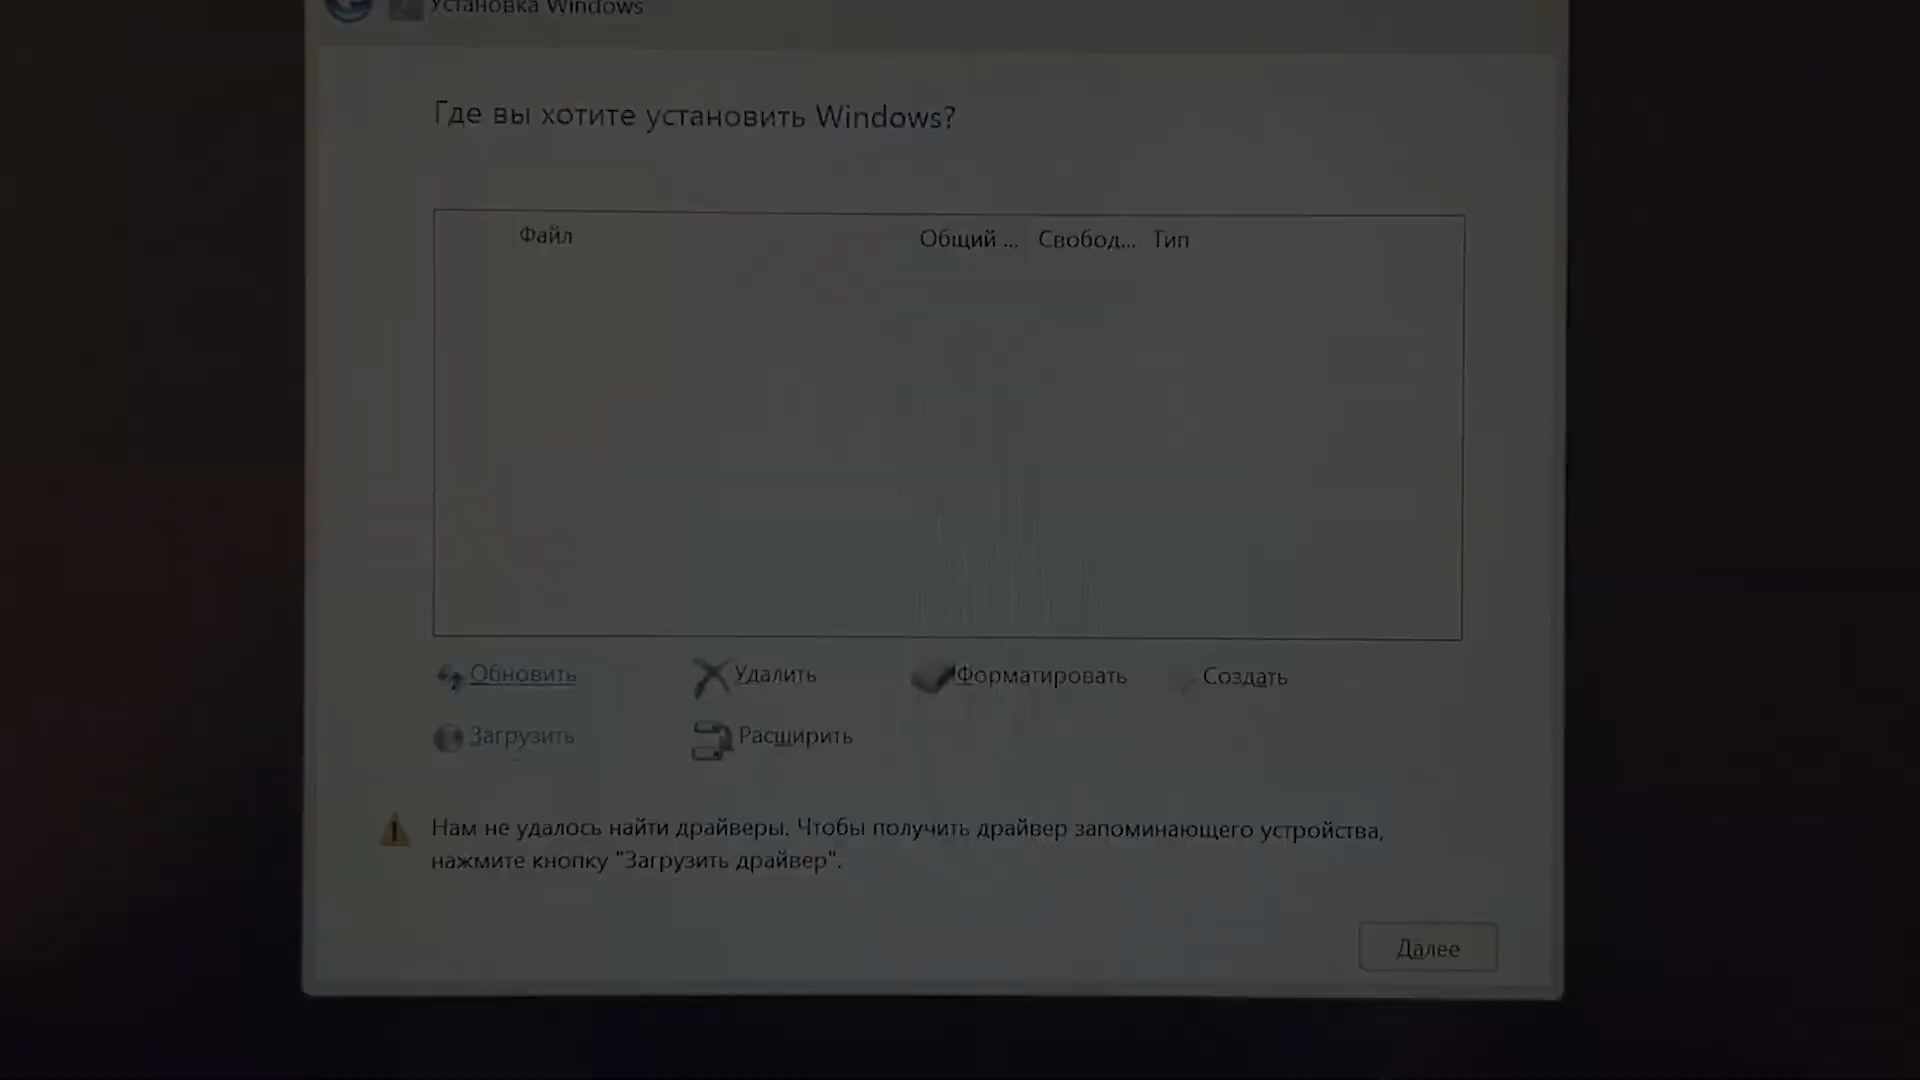 Установка Windows
Где вы хотите установить Windows?
Файл Общий ... Свобод... Тип
Обновить Удалить Форматировать Создать
Загрузить Расширить
Нам не удалось найти драйверы. Чтобы получить драйвер запоминающего устройства,
нажмите кнопку "Загрузить драйвер".
Далее